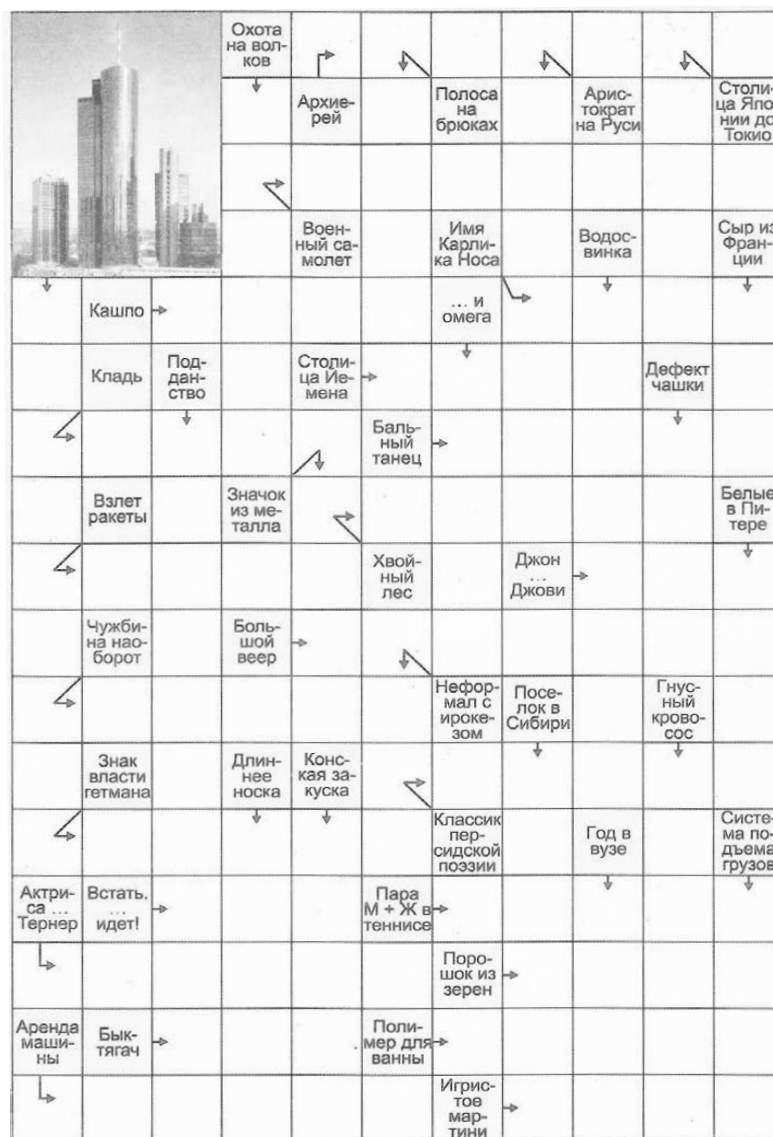 Охота
на вол-
ков
Архие-
рей
Полоса
на
брюках
Арис-
тократ
на Руси
Столи-
ца Япо-
нии до
Токио
Воен-
ный са-
молет
Имя
Карли-
ка Носа
Водос-
винка
Сыр из
Фран-
ции
Кашпо
... и
омега
Кладь
Под-
дан-
ство
Столи-
ца Йе-
мена
Дефект
чашки
Баль-
ный
танец
Взлет
ракеты
Значок
из ме-
талла
Белые
в Пи-
тере
Хвой-
ный
лес
Джон
...
Джови
Чужби-
на нао-
борот
Боль-
шой
веер
Нефор-
мал с
ироке-
зом
Посе-
лок в
Сибири
Гнус-
ный
крово-
сос
Знак
власти
гетмана
Длин-
нее
носка
Конс-
кая за-
куска
Классик
пер-
сидской
поэзии
Год в
вузе
Систе-
ма по-
дъема
грузов
Актри-
са ...
Тернер
Встать,
...
идет!
Пара
М + Ж в
теннисе
Поро-
шок из
зерен
Аренда
маши-
ны
Бык-
тягач
Поли-
мер для
ванны
Игрис-
тое
мар-
тини